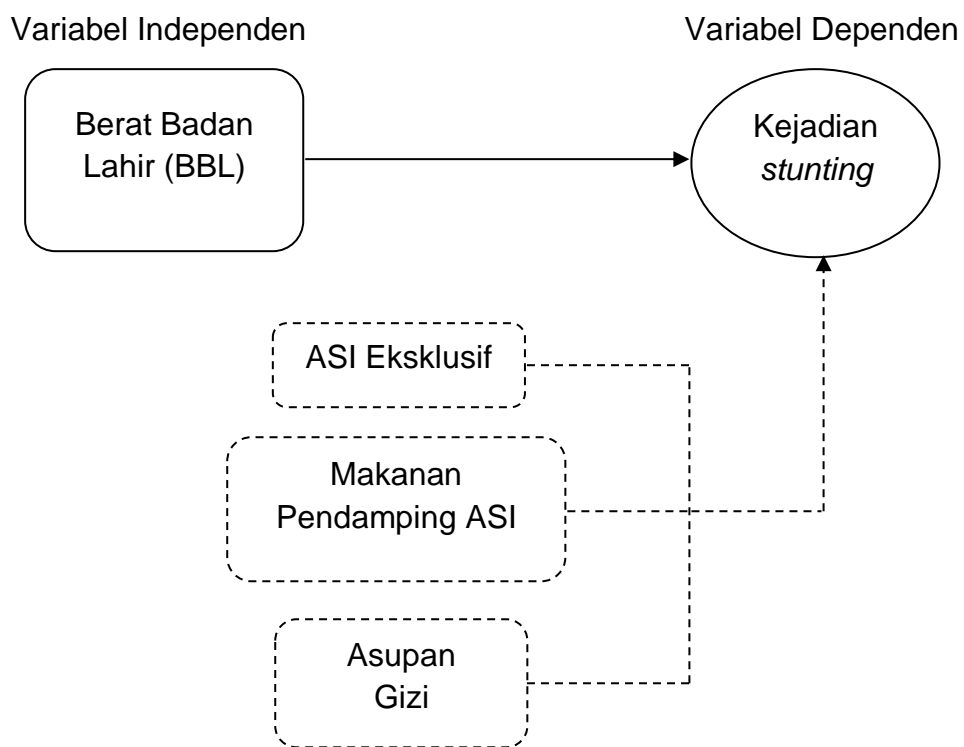 Variabel Independen
Variabel Dependen
Berat Badan
Lahir (BBL)
Kejadian
stunting
ASI Eksklusif
Makanan
Pendamping ASI
Asupan
Gizi